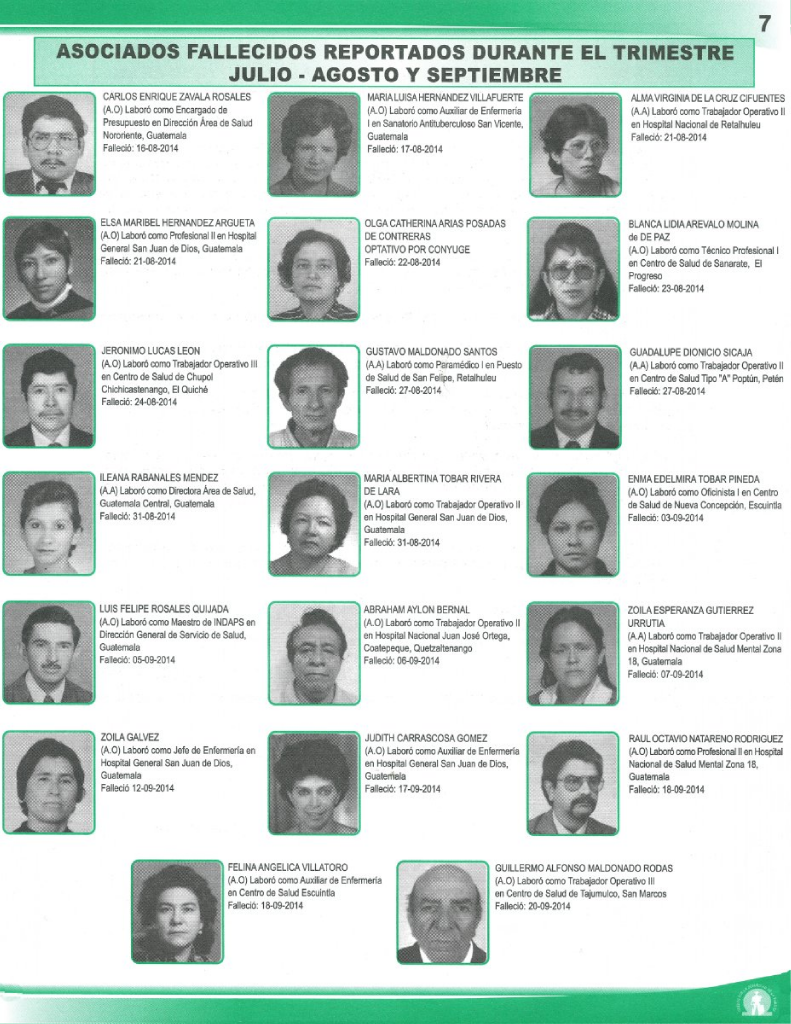 7
ASOCIADOS FALLECIDOS REPORTADOS DURANTE EL TRIMESTRE
JULIO - AGOSTO Y SEPTIEMBRE
CARLOS ENRIQUE ZAVALA ROSALES
(A.O) Laboró como Encargado de
Presupuesto en Dirección Área de Salud
Nororiente, Guatemala
Falleció: 16-08-2014
MARIA LUISA HERNANDEZ VILLAFUERTE
(A.O) Laboró como Auxiliar de Enfermería
I en Sanatorio Antituberculoso San Vicente,
Guatemala
Falleció: 17-08-2014
ALMA VIRGINIA DE LA CRUZ CIFUENTES
(A.A) Laboró como Trabajador Operativo II
en Hospital Nacional de Retalhuleu
Falleció: 21-08-2014
ELSA MARIBEL HERNANDEZ ARGUETA
(A.O) Laboró Profesional II en Hospital
General San Juan de Dios, Guatemala
Falleció: 21-08-2014
OLGA CATHERINA ARIAS POSADAS
DE CONTRERAS
OPTATIVO POR CONYUGE
Falleció: 22-08-2014
BLANCA LIDIA AREVALO MOLINA
de DE PAZ
(A.O) Laboró como Técnico Profesional I
en Centro de Salud de Sanarate, El
Progreso
Falleció: 23-08-2014
JERONIMO LUCAS LEON
(A.O) Laboró como Trabajador Operativo III
en Centro de Salud de Chupol
Chichicastenango, El Quiché
Falleció: 24-08-2014
GUSTAVO MALDONADO SANTOS
(A.A) Laboró como Paramédico I en Puesto
de Salud de San Felipe, Retalhuleu
Falleció: 27-08-2014
GUADALUPE DIONICIO SICAJA
(A.A) Laboró como Trabajador Operativo II
en Centro de Salud Tipo "A" Poptún, Petén
Falleció: 27-08-2014
ILEANA RABANALES MENDEZ
(A.A) Laboró como Directora Área de Salud,
Guatemala Central, Guatemala
Falleció: 31-08-2014
MARIA ALBERTINA TOBAR RIVERA
DE LARA
(A.O) Laboró como Trabajador Operativo II
en Hospital General San Juan de Dios,
Guatemala
Falleció: 31-08-2014
ENMA EDELMIRA TOBAR PINEDA
(A.O) Laboró como Oficinista I en Centro
de Salud de Nueva Concepción, Escuintla
Falleció: 03-09-2014
LUIS FELIPE ROSALES QUIJADA
(A.O) Laboró como Maestro de INDAPS en
Dirección General de Servicio de Salud,
Guatemala
Falleció: 05-09-2014
ABRAHAM AYLON BERNAL
(A.O) Laboró como Trabajador Operativo II
en Hospital Nacional Juan José Ortega,
Coatepeque, Quetzaltenango
Falleció: 06-09-2014
ZOILA ESPERANZA GUTIERREZ
URRUTIA
(A.A) Laboró como Trabajador Operativo II
en Hospital Nacional de Salud Mental Zona
18, Guatemala
Falleció: 07-09-2014
ZOILA GALVEZ
(A.O) Laboró como Jefe de Enfermería en
Hospital General San Juan de Dios,
Guatemala
Falleció 12-09-2014
JUDITH CARRASCOSA GOMEZ
(A.O) Laboró como Auxiliar de Enfermería
en Hospital General San Juan de Dios,
Guatemala
Falleció: 17-09-2014
RAUL OCTAVIO NATARENO RODRIGUEZ
(A.O) Laboró como Profesional II en Hospital
Nacional de Salud Mental Zona 18,
Guatemala
Falleció: 18-09-2014
FELINA ANGELICA VILLATORO
(A.O) Laboró como Auxiliar de Enfermería
en Centro de Salud Escuintla
Falleció: 18-09-2014
GUILLERMO ALFONSO MALDONADO RODAS
(A.O) Laboró como Trabajador Operativo III
en Centro de Salud de Tajumulco, San Marcos
Falleció: 20-09-2014